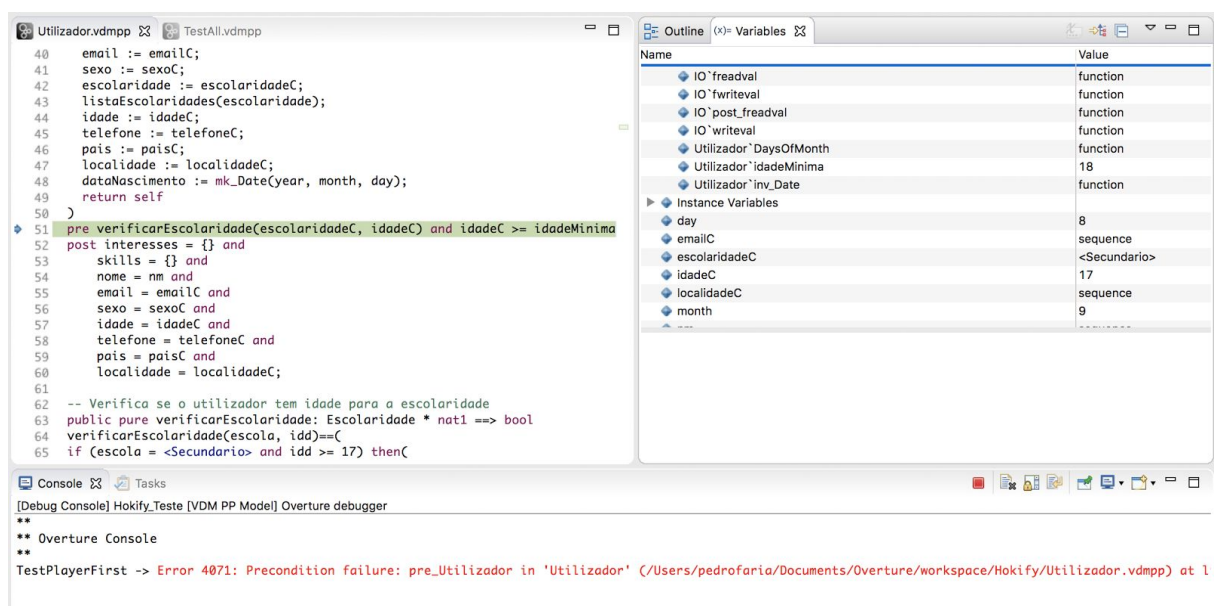 Utilizador.vdmpp TestAll.vdmpp
40 email := emailC;
41 sexo := sexoC;
42 escolaridade := escolaridadeC;
43 listaEscolaridades(escolaridade);
44 idade := idadeC;
45 telefone := telefoneC;
46 pais := paisC;
47 localidade := localidadeC;
48 dataNascimento := mk_Date(year, month, day);
49 return self
50 )
51 pre verificarEscolaridade(escolaridadeC, idadeC) and idadeC >= idadeMinima
52 post interesses = {} and
53 skills = {} and
54 nome = nm and
55 email = emailC and
56 sexo = sexoC and
57 idade = idadeC and
58 telefone = telefoneC and
59 pais = paisC and
60 localidade = localidadeC;
61
62 -- Verifica se o utilizador tem idade para a escolaridade
63 public pure verificarEscolaridade: Escolaridade * nat1 ==> bool
64 verificarEscolaridade(escola, idd)==(
65 if (escola = <Secundario> and idd >= 17) then(
Outline (x)= Variables
Name Value
IO`freadval function
IO`fwriteval function
IO`post_freadval function
IO`writeval function
Utilizador`DaysOfMonth function
Utilizador`idadeMinima 18
Utilizador`inv_Date function
Instance Variables
day 8
emailC sequence
escolaridadeC <Secundario>
idadeC 17
localidadeC sequence
month 9
Console Tasks
[Debug Console] Hokify_Teste [VDM PP Model] Overture debugger
**
** Overture Console
**
TestPlayerFirst -> Error 4071: Precondition failure: pre_Utilizador in 'Utilizador' (/Users/pedrofaria/Documents/Overture/workspace/Hokify/Utilizador.vdmpp) at l